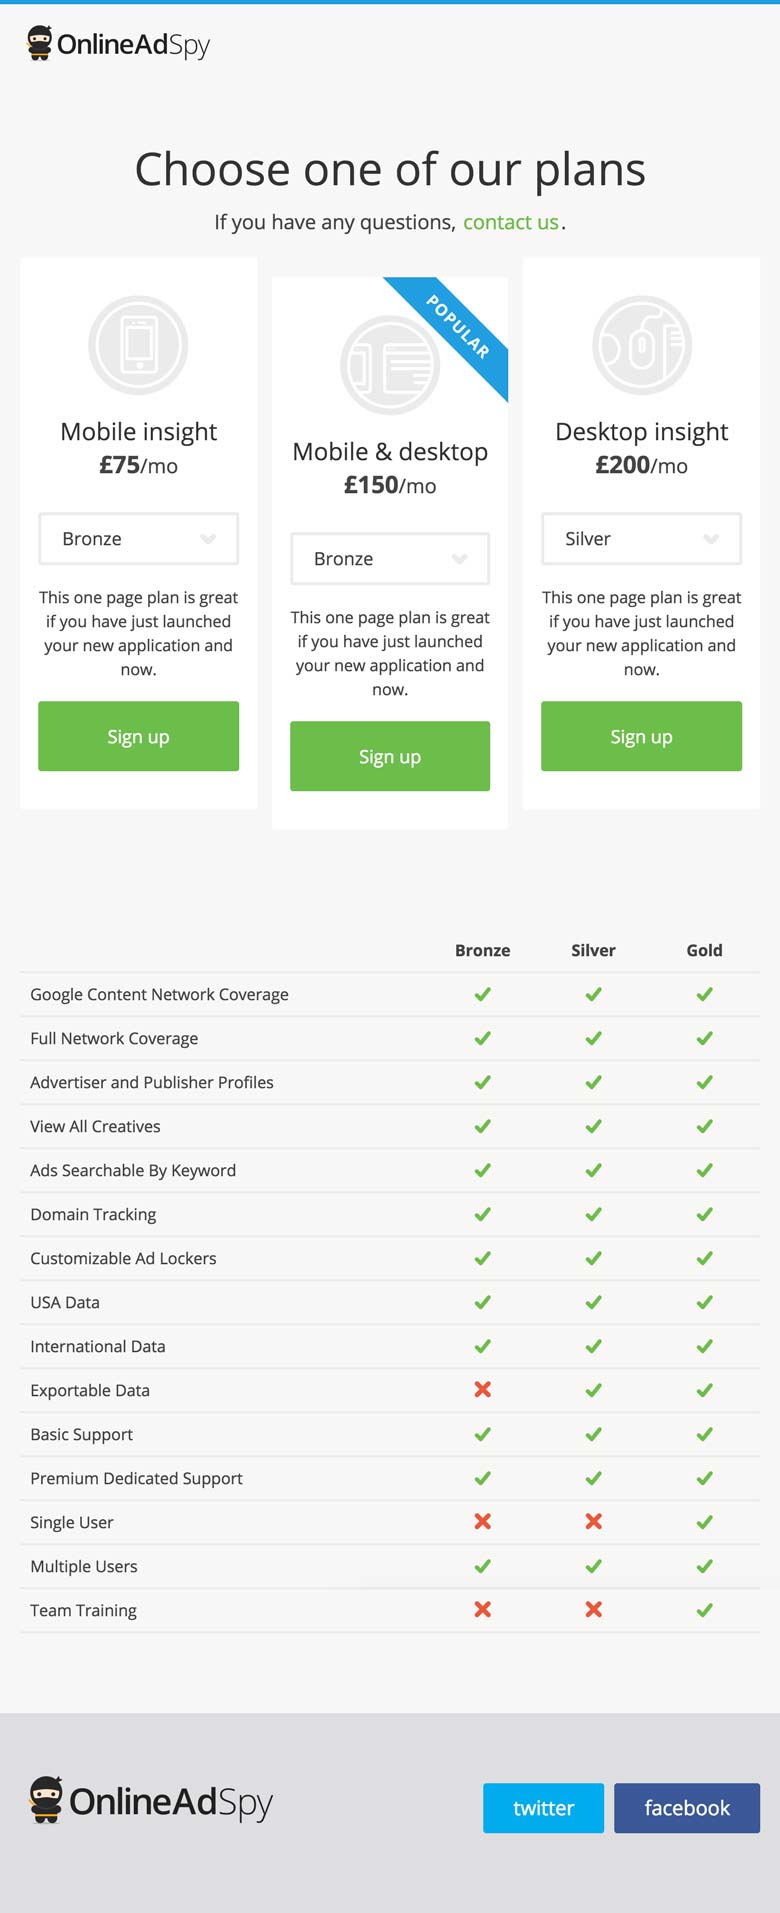 OnlineAdSpy
Choose one of our plans
If you have any questions, contact us.
Mobile insight
£75/mo
Bronze
This one page plan is great
if you have just launched
your new application and
now.
Sign up
POPULAR
Mobile & desktop
£150/mo
Bronze
This one page plan is great
if you have just launched
your new application and
now.
Sign up
Desktop insight
£200/mo
Silver
This one page plan is great
if you have just launched
your new application and
now.
Sign up
Bronze Silver Gold
Google Content Network Coverage
Full Network Coverage
Advertiser and Publisher Profiles
View All Creatives
Ads Searchable By Keyword
Domain Tracking
Customizable Ad Lockers
USA Data
International Data
Exportable Data
Basic Support
Premium Dedicated Support
Single User
Multiple Users
Team Training
OnlineAdSpy
twitter facebook